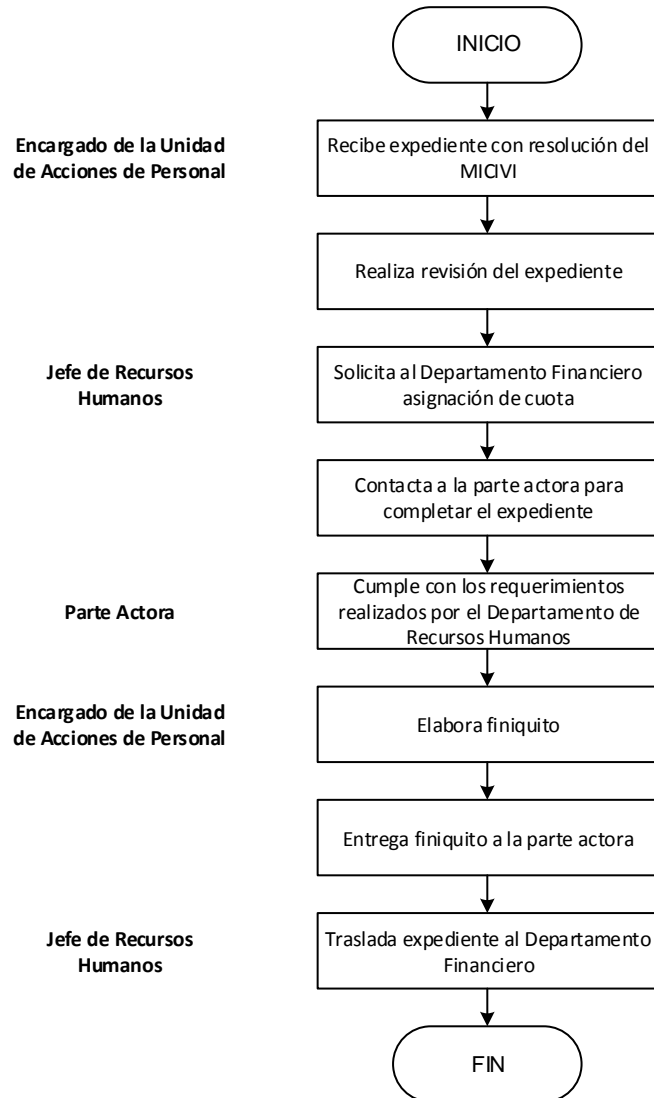 INICIO
Encargado de la Unidad
de Acciones de Personal
Recibe expediente con resolución del
MICIVI
Realiza revisión del expediente
Jefe de Recursos
Humanos
Solicita al Departamento Financiero
asignación de cuota
Contacta a la parte actora para
completar el expediente
Parte Actora
Cumple con los requerimientos
realizados por el Departamento de
Recursos Humanos
Encargado de la Unidad
de Acciones de Personal
Elabora finiquito
Entrega finiquito a la parte actora
Jefe de Recursos
Humanos
Traslada expediente al Departamento
Financiero
FIN